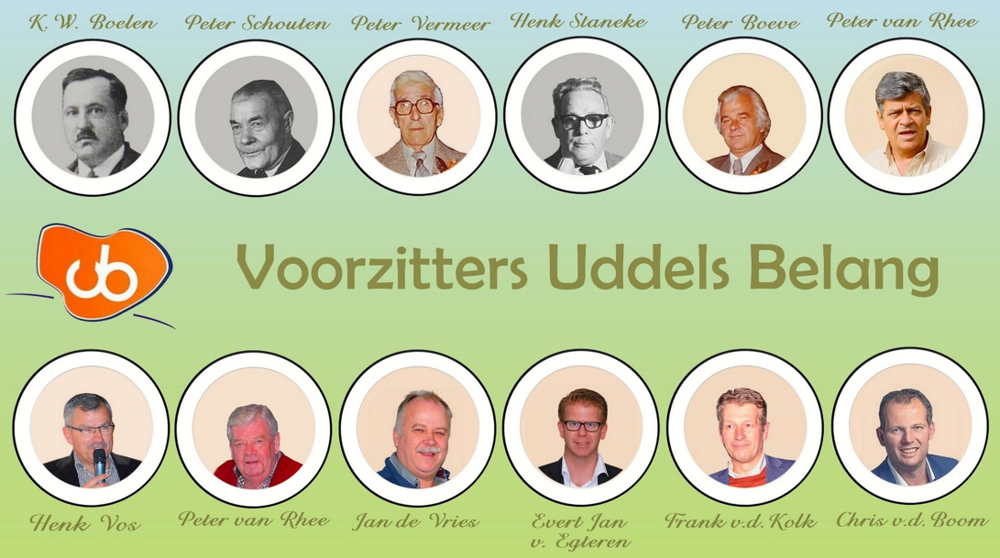 K. W. Boelen
Peter Schouten
Peter Vermeer
Henk Staneke
Peter Boeve
Peter van Rhee
ub
Voorzitters Uddels Belang
Henk Vos
Peter van Rhee
Jan de Vries
Evert Jan
v. Egteren
Frank v.d. Kolk
Chris v.d. Boom